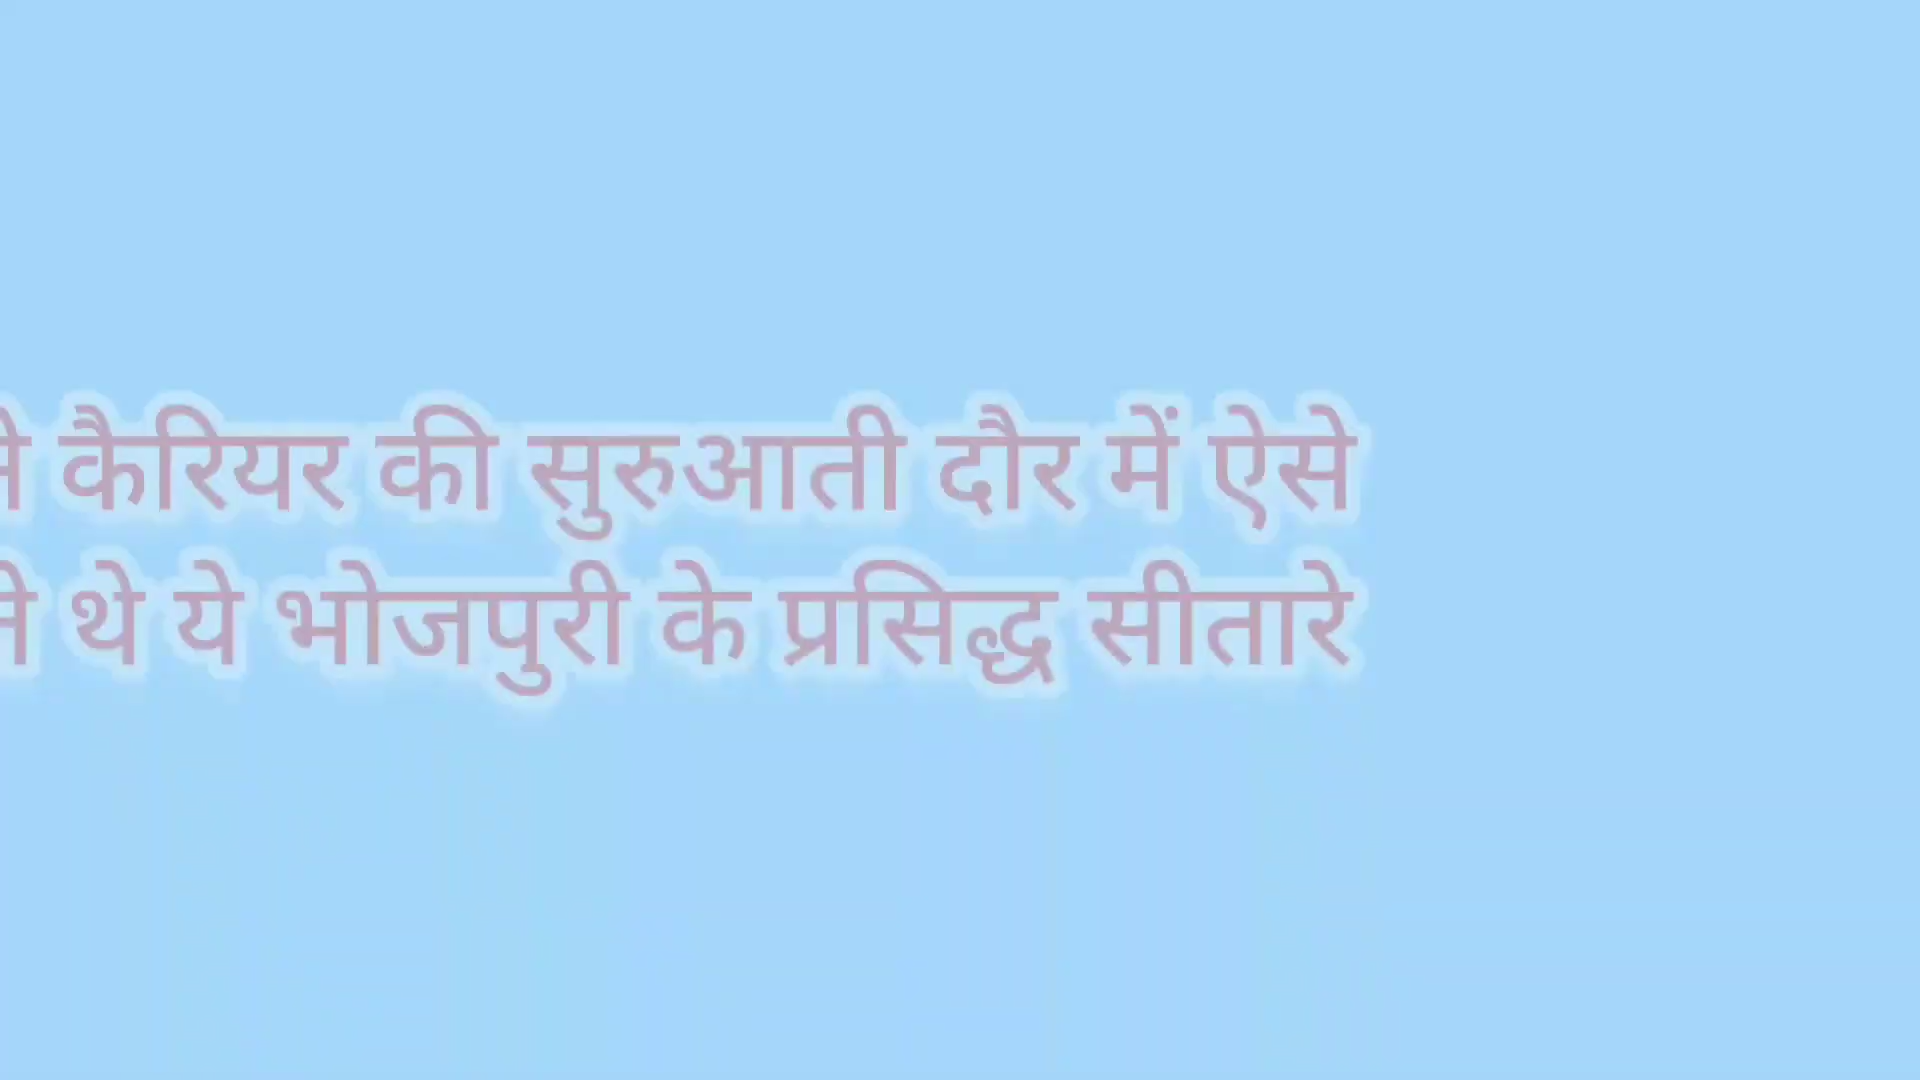 कैरियर की सुरुआती दौर में ऐसे
थे ये भोजपुरी के प्रसिद्ध सीतारे